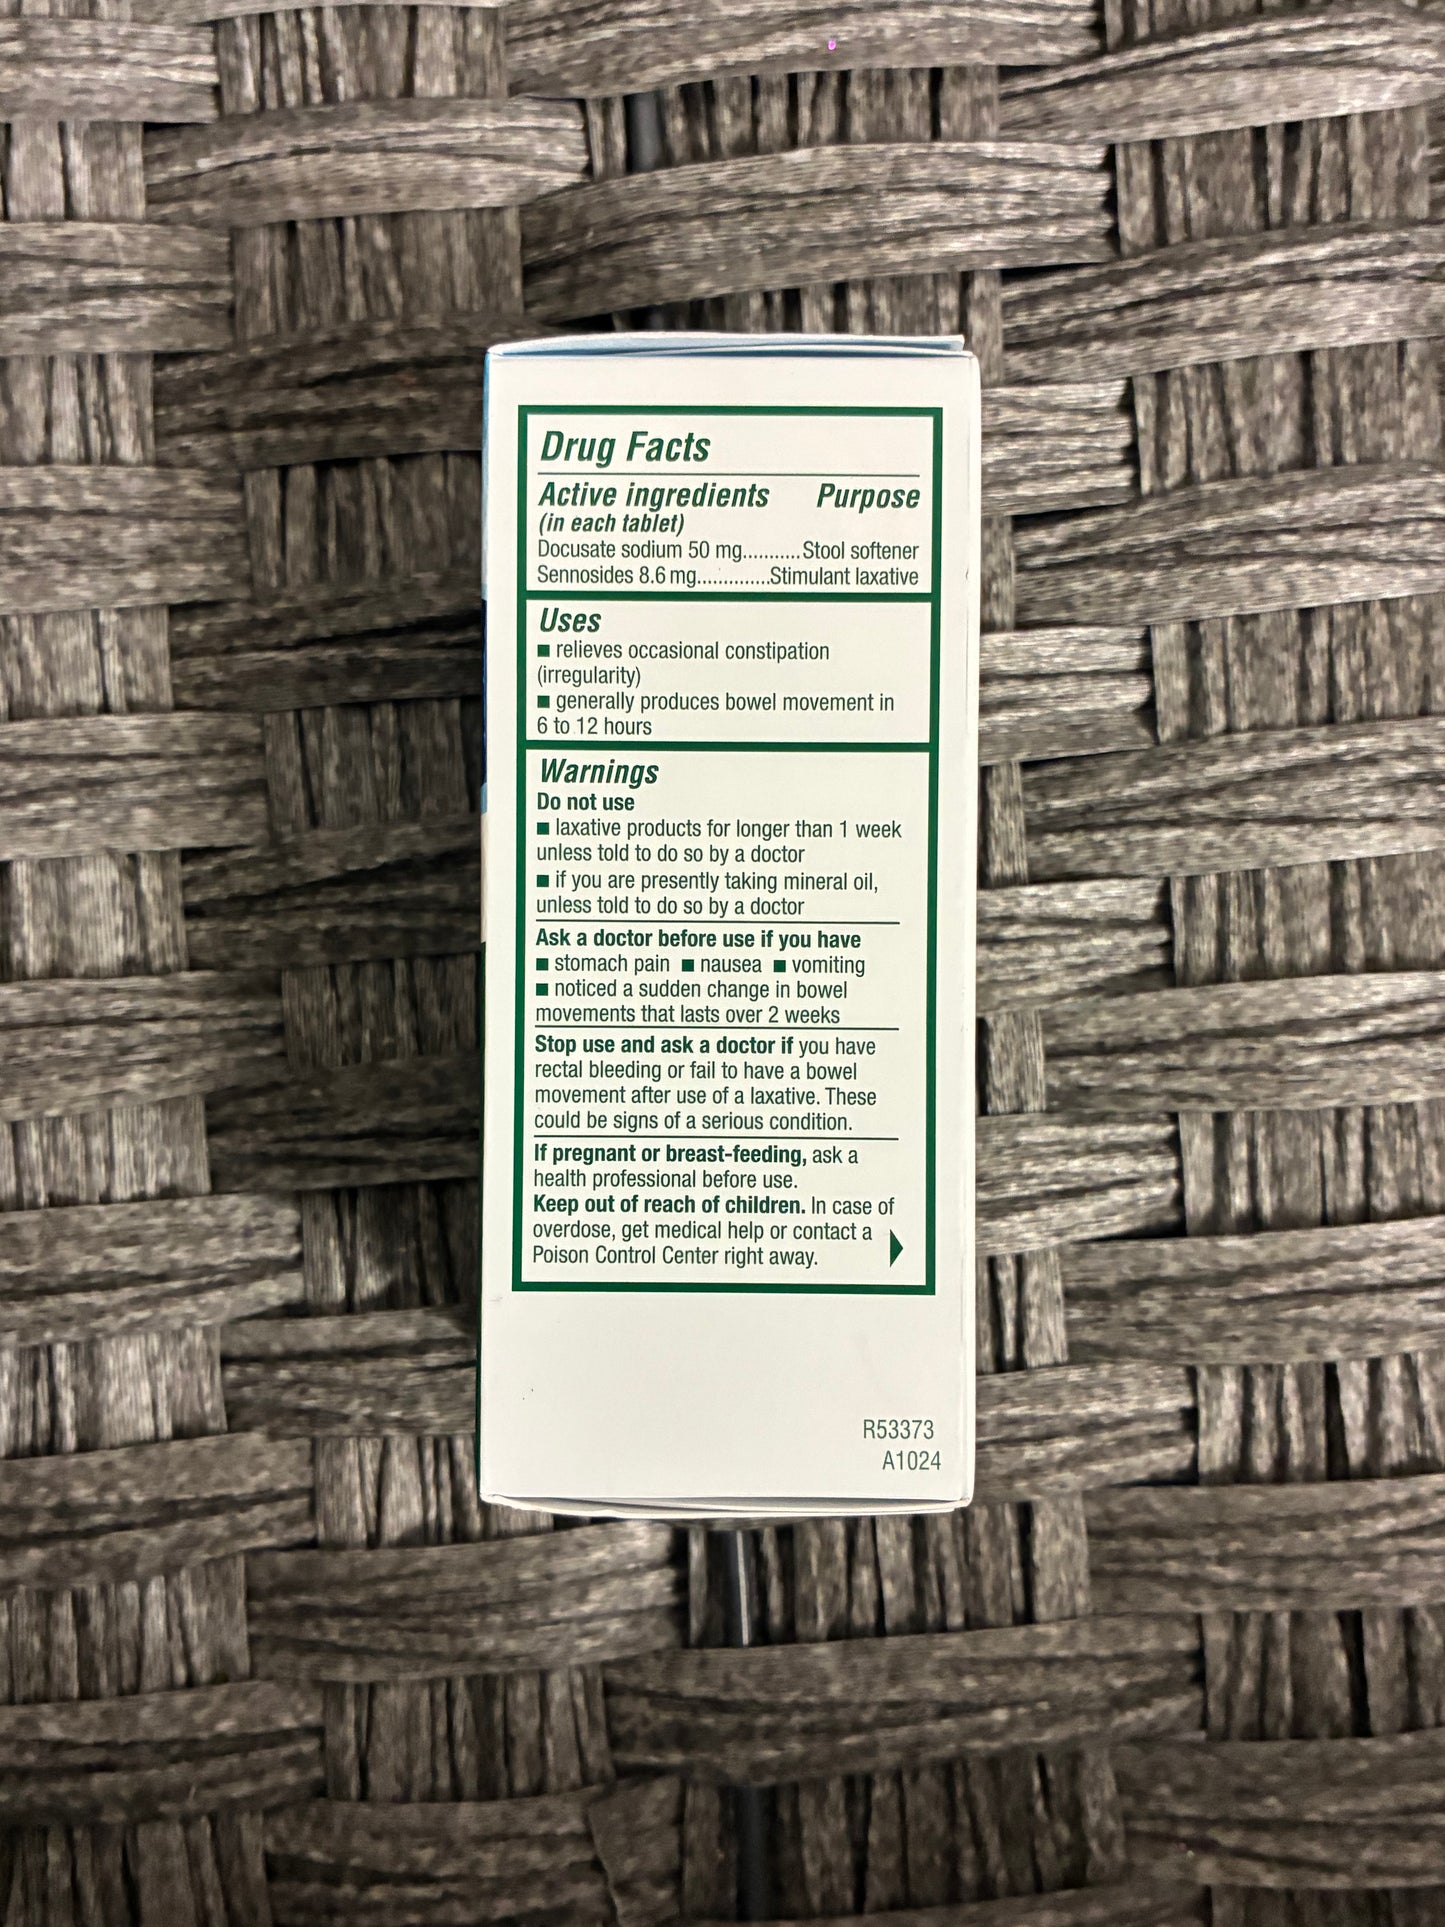 Drug Facts
Active ingredients Purpose
(in each tablet)
Docusate sodium 50 mg...........Stool softener
Sennosides 8.6 mg..............Stimulant laxative
Uses
■ relieves occasional constipation
(irregularity)
■ generally produces bowel movement in
6 to 12 hours
Warnings
Do not use
■ laxative products for longer than 1 week
unless told to do so by a doctor
■ if you are presently taking mineral oil,
unless told to do so by a doctor
Ask a doctor before use if you have
■ stomach pain ■ nausea ■ vomiting
■ noticed a sudden change in bowel
movements that lasts over 2 weeks
Stop use and ask a doctor if you have
rectal bleeding or fail to have a bowel
movement after use of a laxative. These
could be signs of a serious condition.
If pregnant or breast-feeding, ask a
health professional before use.
Keep out of reach of children. In case of
overdose, get medical help or contact a
Poison Control Center right away.
R53373
A1024